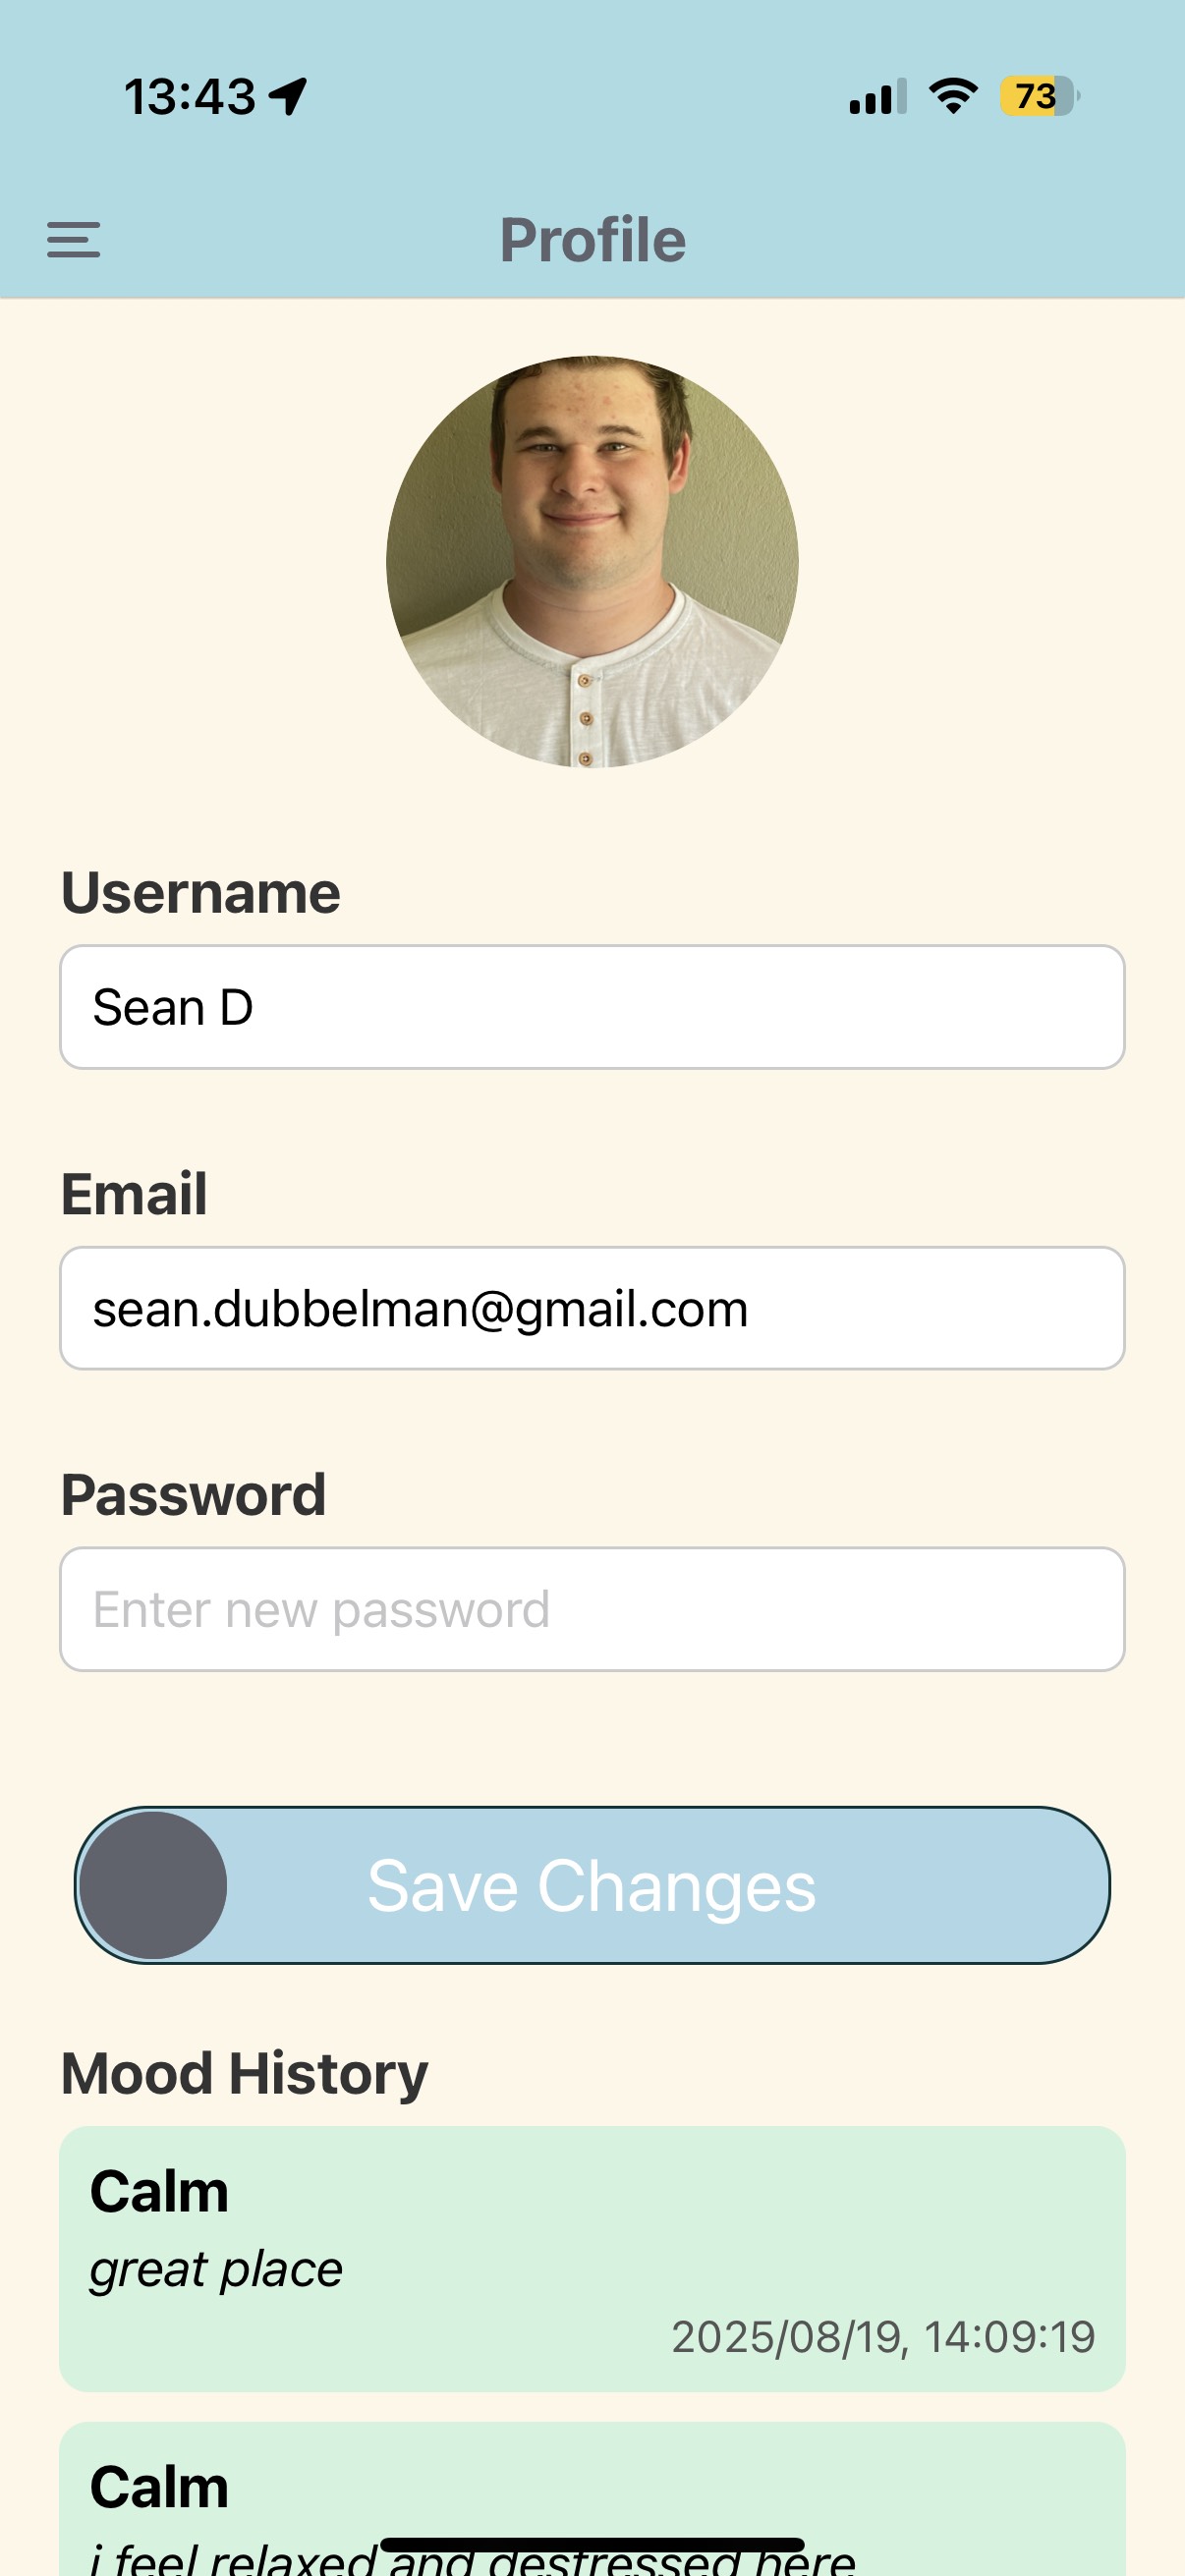 13:43
73
Profile
Username
Sean D
Email
sean.dubbelman@gmail.com
Password
Enter new password
Save Changes
Mood History
Calm
great place
2025/08/19, 14:09:19
Calm
i feel relaxed and destressed here